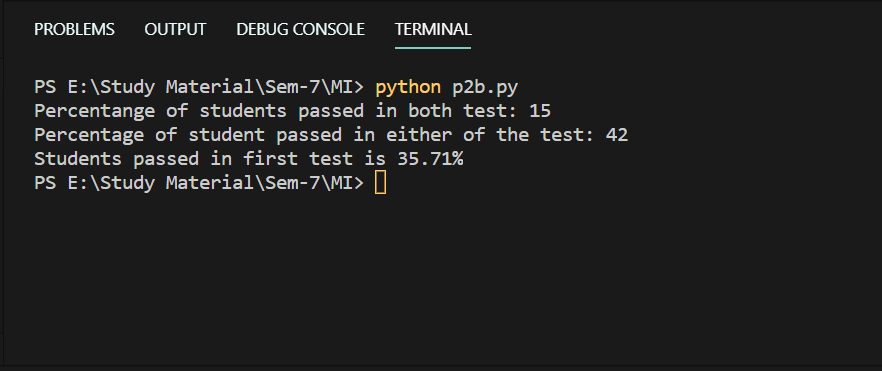 PROBLEMS OUTPUT DEBUG CONSOLE TERMINAL
PS E:\Study Material\Sem-7\MI> python p2b.py
Percentange of students passed in both test: 15
Percentage of student passed in either of the test: 42
Students passed in first test is 35.71%
PS E:\Study Material\Sem-7\MI>